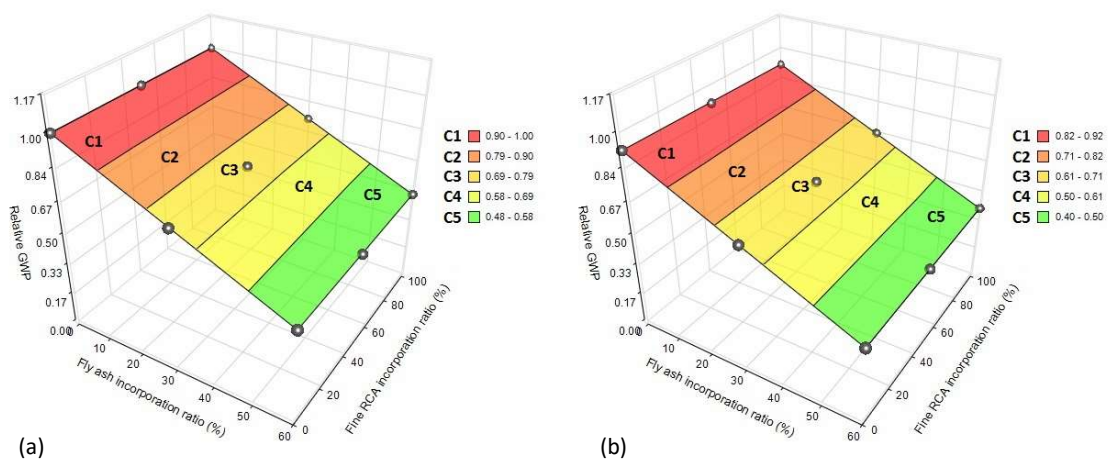 1.17
1.00
0.84
0.67
0.50
0.33
0.17
0.00
Relative GWP
0
10
20
30
40
50
60
Fly ash incorporation ratio (%)
0
20
40
60
80
100
Fine RCA incorporation ratio (%)
C1
C2
C3
C4
C5
C1 0.90 - 1.00
C2 0.79 - 0.90
C3 0.69 - 0.79
C4 0.58 - 0.69
C5 0.48 - 0.58
(a)
1.17
1.00
0.84
0.67
0.50
0.33
0.17
0.00
Relative GWP
0
10
20
30
40
50
60
Fly ash incorporation ratio (%)
0
20
40
60
80
100
Fine RCA incorporation ratio (%)
C1
C2
C3
C4
C5
C1 0.82 - 0.92
C2 0.71 - 0.82
C3 0.61 - 0.71
C4 0.50 - 0.61
C5 0.40 - 0.50
(b)